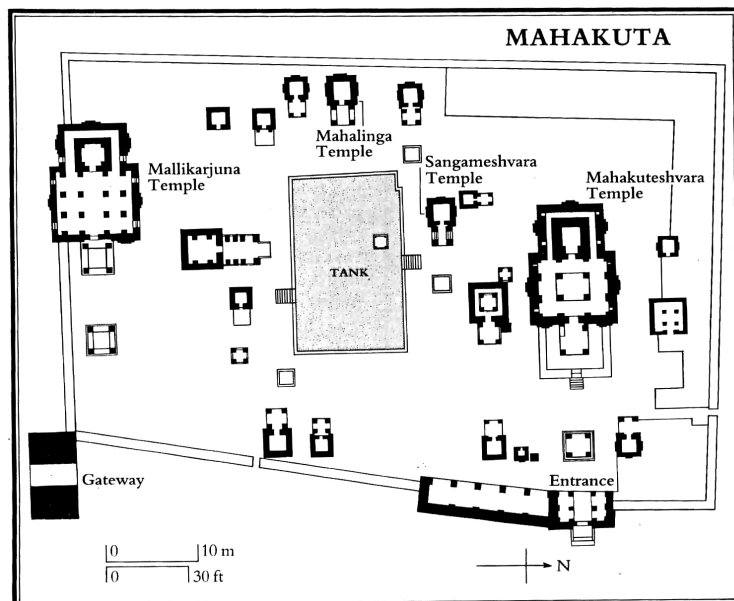 MAHAKUTA
Mahalinga
Temple
Mallikarjuna
Temple
Sangameshvara
Temple
Mahakuteshvara
Temple
TANK
Gateway
Entrance
0 10 m
0 30 ft
N